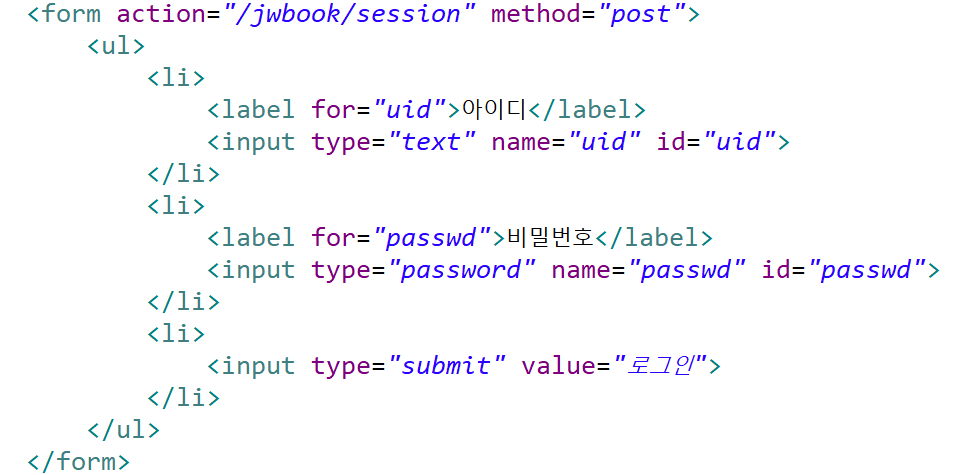 <form action="/jwbook/session" method="post">
<ul>
<li>
<label for="uid">아이디</label>
<input type="text" name="uid" id="uid">
</li>
<li>
<label for="passwd">비밀번호</label>
<input type="password" name="passwd" id="passwd">
</li>
<li>
<input type="submit" value="로그인">
</li>
</ul>
</form>